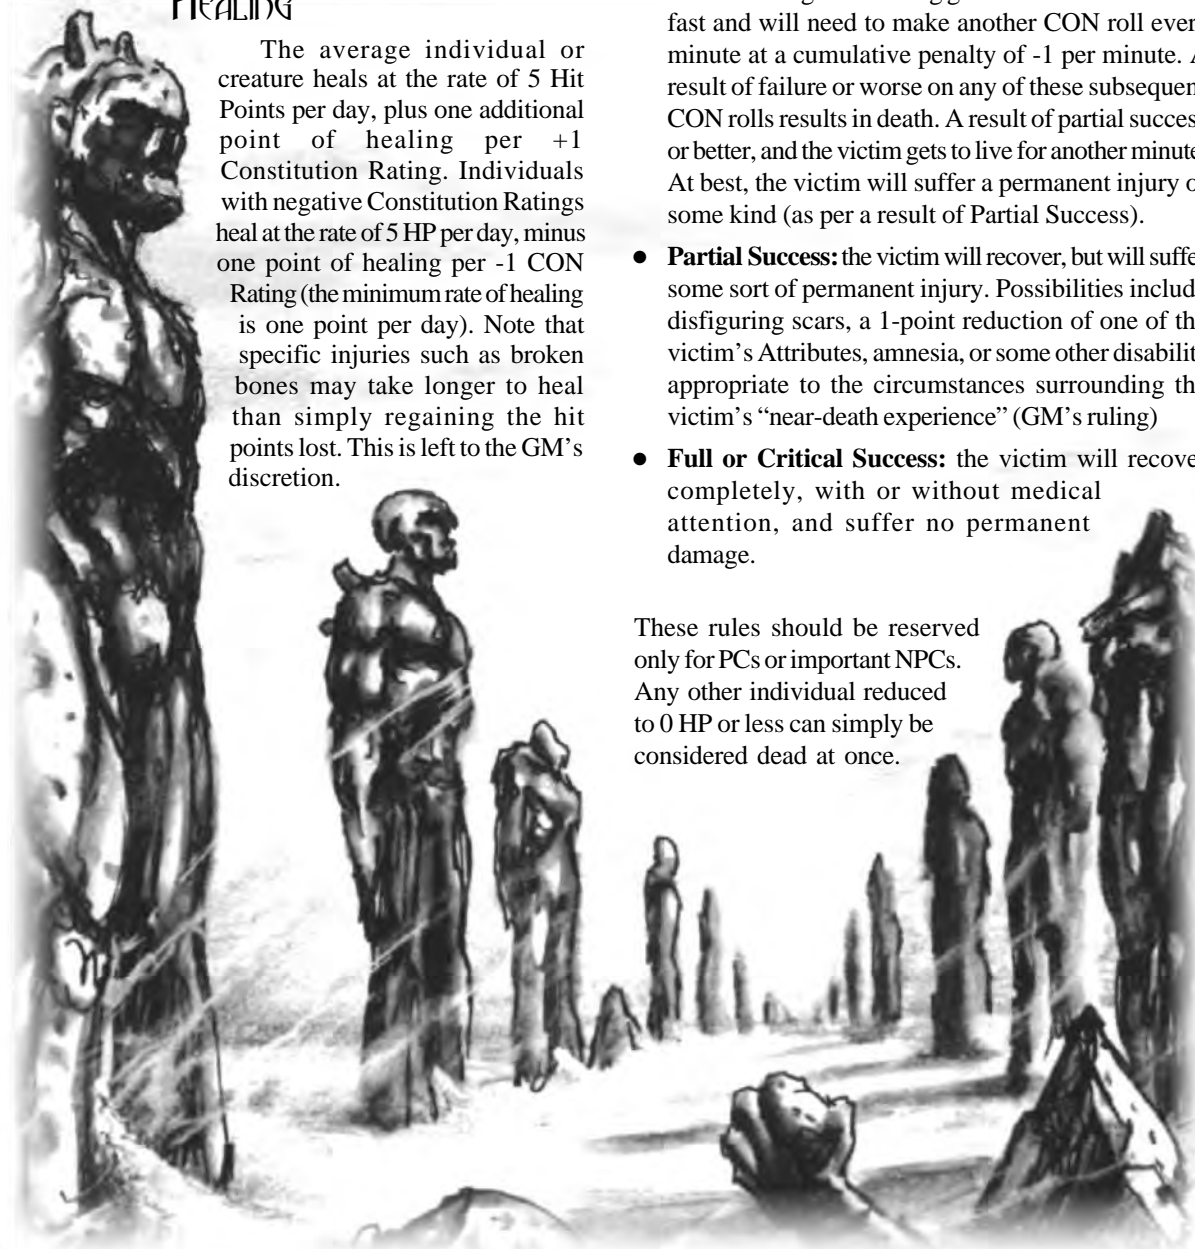 HEALING
The average individual or
creature heals at the rate of 5 Hit
Points per day, plus one additional
point of healing per +1
Constitution Rating. Individuals
with negative Constitution Ratings
heal at the rate of 5 HP per day, minus
one point of healing per -1 CON
Rating (the minimum rate of healing
is one point per day). Note that
specific injuries such as broken
bones may take longer to heal
than simply regaining the hit
points lost. This is left to the GM's
discretion.
fast and will need to make another CON roll ever
minute at a cumulative penalty of -1 per minute. A
result of failure or worse on any of these subsequen
CON rolls results in death. A result of partial succes
or better, and the victim gets to live for another minute
At best, the victim will suffer a permanent injury o
some kind (as per a result of Partial Success).
• Partial Success: the victim will recover, but will suffe
some sort of permanent injury. Possibilities includ
disfiguring scars, a 1-point reduction of one of th
victim's Attributes, amnesia, or some other disabilit
appropriate to the circumstances surrounding th
victim's “near-death experience” (GM's ruling)
• Full or Critical Success: the victim will recove
completely, with or without medical
attention, and suffer no permanent
damage.
These rules should be reserved
only for PCs or important NPCs.
Any other individual reduced
to 0 HP or less can simply be
considered dead at once.